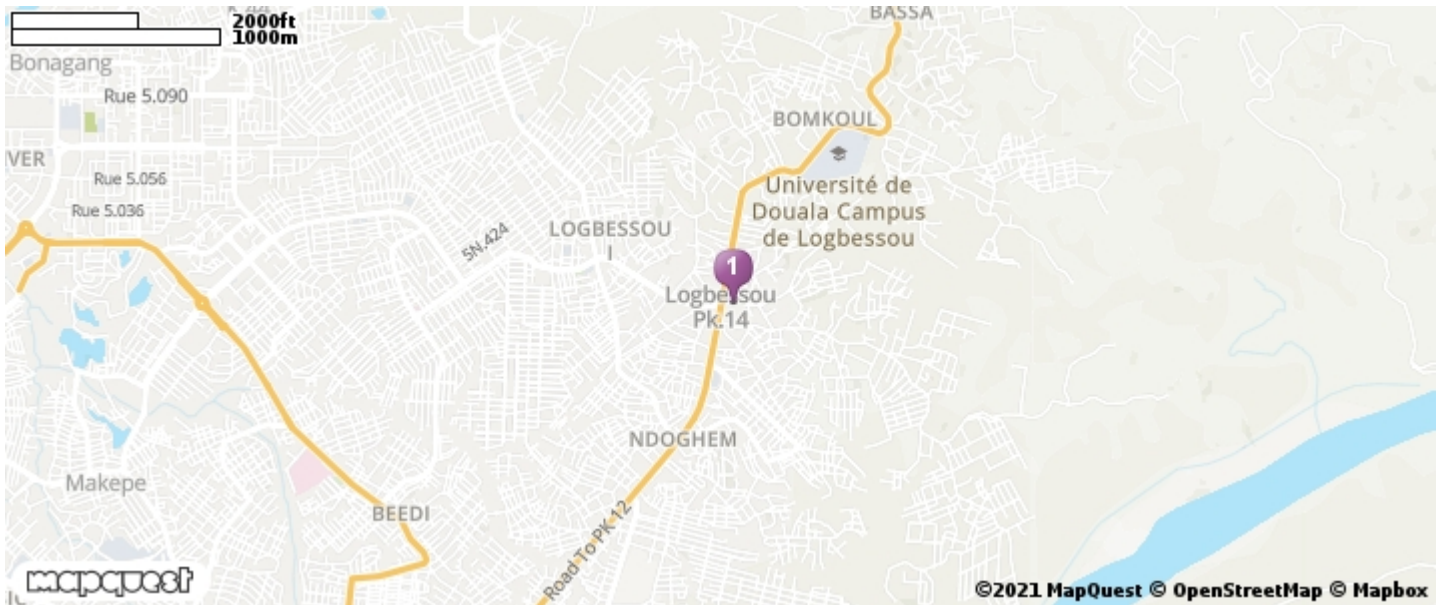 2000ft
1000m
BASSA
Bonagang
Rue 5.090
BOMKOUL
VER
Rue 5.056
Université de
Douala Campus
de Logbessou
Rue 5.036
LOGBESSOU
I
SN.424
1
Logbessou
Pk.14
NDOGHEM
Makepe
BEEDI
Road To PK 12
mapquest
©2021 MapQuest © OpenStreetMap © Mapbox